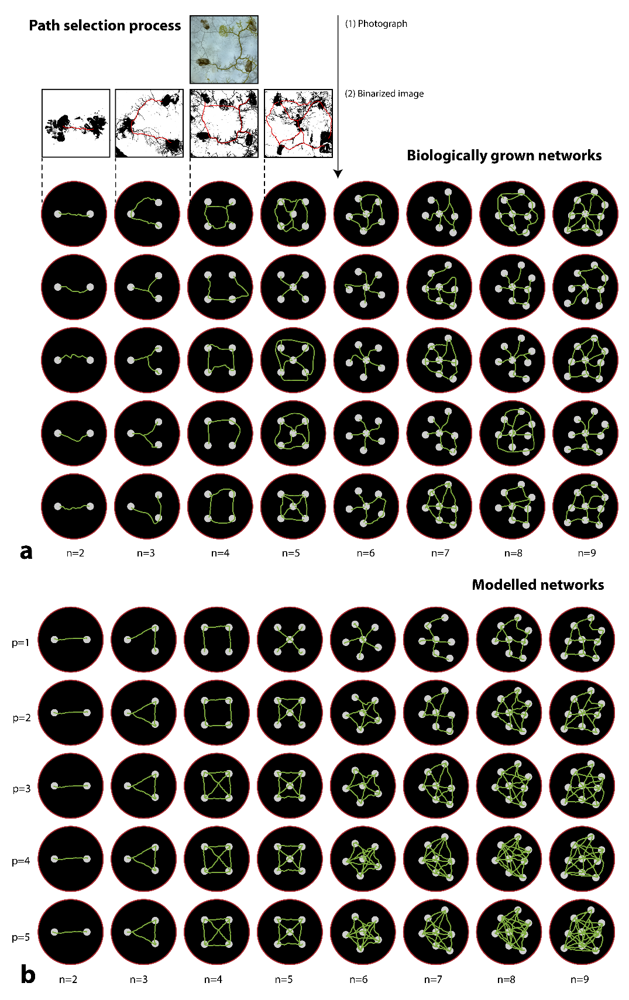 Path selection process
(1) Photograph
(2) Binarized image
Biologically grown networks
a
n=2 n=3 n=4 n=5 n=6 n=7 n=8 n=9
Modelled networks
p=1
p=2
p=3
p=4
p=5
b
n=2 n=3 n=4 n=5 n=6 n=7 n=8 n=9